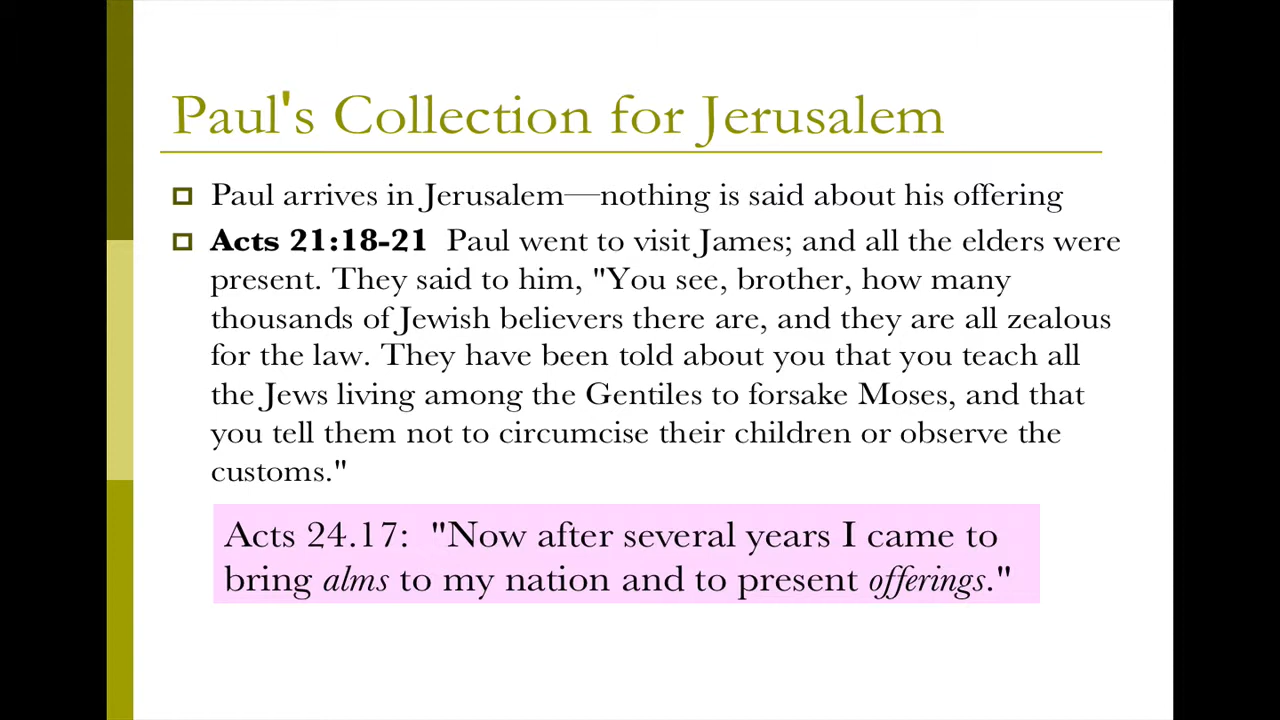 Paul's Collection for Jerusalem
Paul arrives in Jerusalem—nothing is said about his offering
Acts 21:18-21 Paul went to visit James; and all the elders were
present. They said to him, "You see, brother, how many
thousands of Jewish believers there are, and they are all zealous
for the law. They have been told about you that you teach all
the Jews living among the Gentiles to forsake Moses, and that
you tell them not to circumcise their children or observe the
customs."
Acts 24.17: "Now after several years I came to
bring alms to my nation and to present offerings."